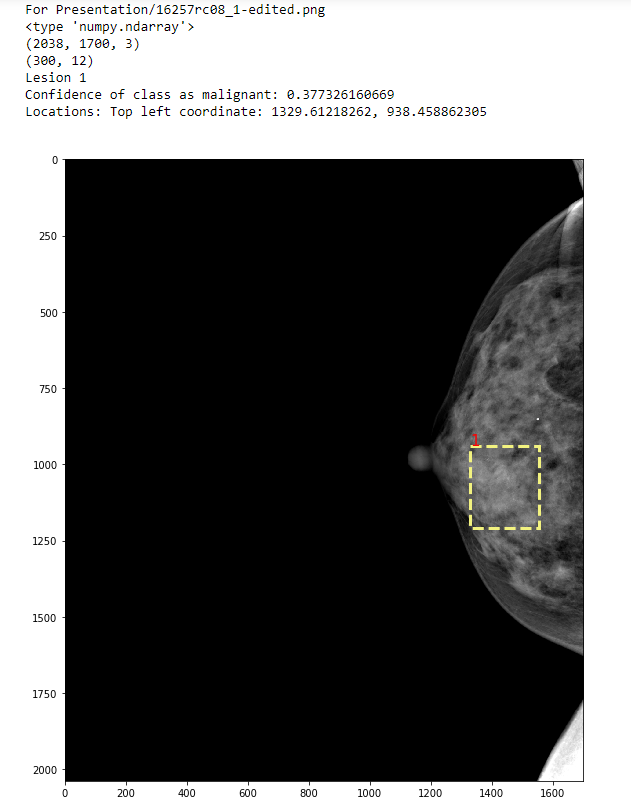 For Presentation/16257rc08_1-edited.png
<type 'numpy.ndarray'>
(2038, 1700, 3)
(300, 12)
Lesion 1
Confidence of class as malignant: 0.377326160669
Locations: Top left coordinate: 1329.61218262, 938.458862305
0
250
500
750
1
1000
1250
1500
1750
2000
0 200 400 600 800 1000 1200 1400 1600